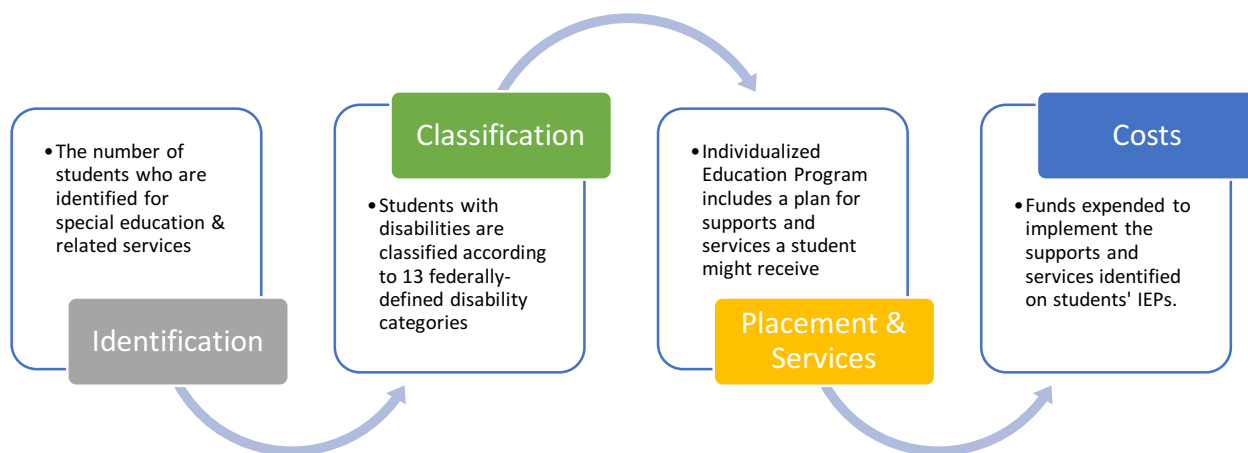 •The number of
students who are
identified for
special education &
related services
Identification
Classification
•Students with
disabilities are
classified according
to 13 federally-
defined disability
categories
•Individualized
Education Program
includes a plan for
supports and
services a student
might receive
Placement &
Services
Costs
•Funds expended to
implement the
supports and
services identified
on students' IEPs.